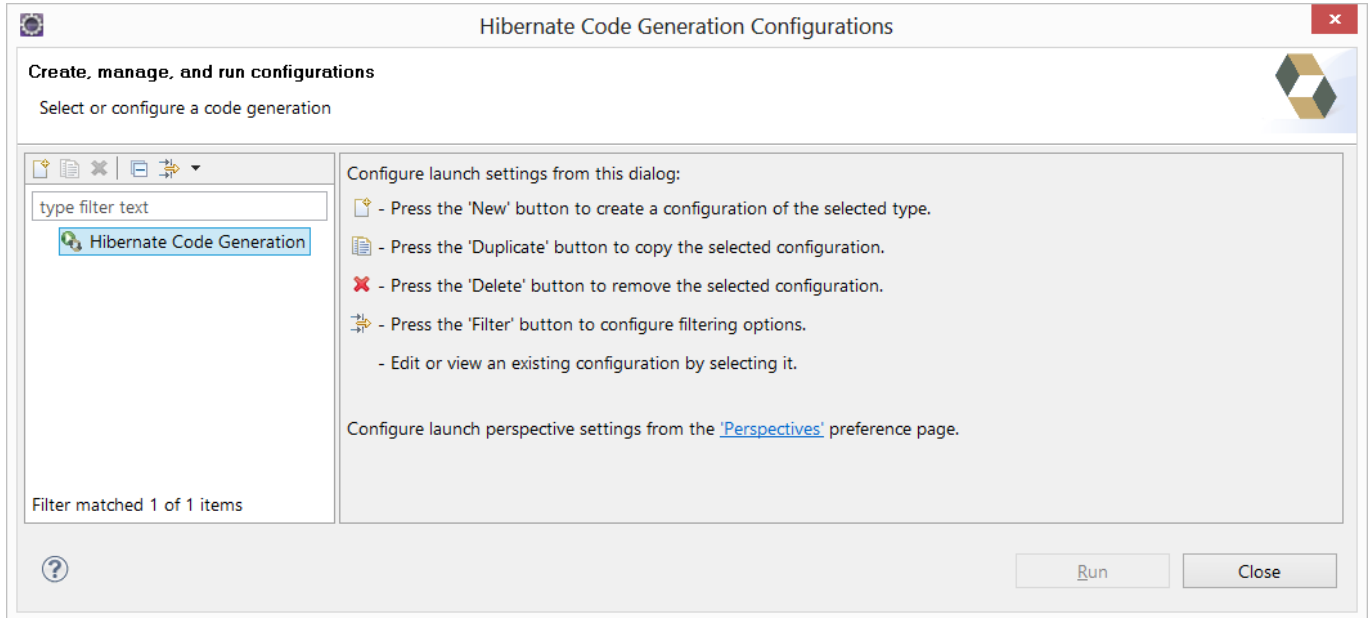 Hibernate Code Generation Configurations
Create, manage, and run configurations
Select or configure a code generation
type filter text
Hibernate Code Generation
Filter matched 1 of 1 items
Configure launch settings from this dialog:
- Press the 'New' button to create a configuration of the selected type.
- Press the 'Duplicate' button to copy the selected configuration.
- Press the 'Delete' button to remove the selected configuration.
- Press the 'Filter' button to configure filtering options.
- Edit or view an existing configuration by selecting it.
Configure launch perspective settings from the 'Perspectives' preference page.
Run
Close